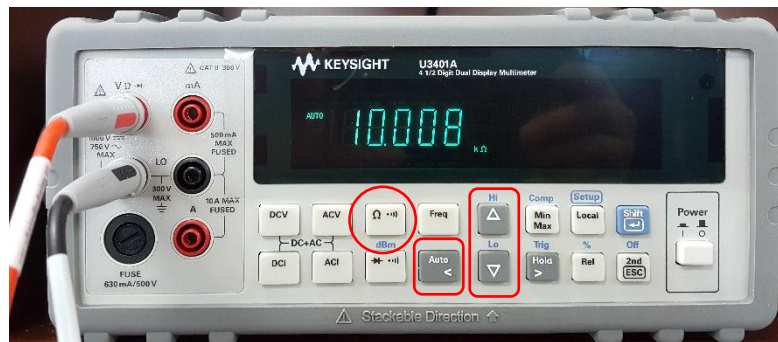 KEYSIGHT
U3401A
4 1/2 Digit Dual Display Multimeter
CAT II 300V
V Ω
mA
1000 V
750 V
MAX
500 mA
MAX
FUSED
LO
300 V
MAX
10 A MAX
FUSED
A
FUSE
630 mA/500 V
AUTO
10.008
kΩ
Hi
Comp
Setup
DCV
ACV
Ω
Freq
Min
Max
Local
Shift
Power
I O
DC+AC
dBm
Lo
Trig
%
Off
DCI
ACI
Auto
<
Hold
>
Rel
2nd
ESC
Stackable Direction